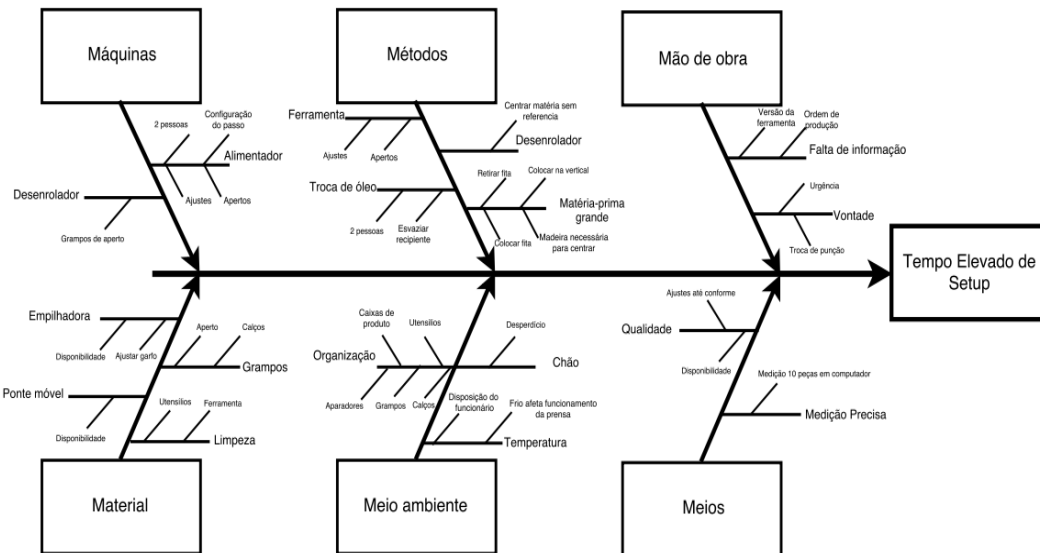 Máquinas
Métodos
Mão de obra
2 pessoas
Configuração
do passo
Alimentador
Ajustes
Apertos
Desenrolador
Grampos de aperto
Ferramenta
Ajustes
Apertos
Centrar matéria sem
referencia
Desenrolador
Troca de óleo
2 pessoas
Esvaziar
recipiente
Retirar fita
Colocar na vertical
Matéria-prima
grande
Colocar fita
Madeira necessária
para centrar
Versão da
ferramenta
Ordem de
produção
Falta de informação
Urgência
Vontade
Troca de punção
Tempo Elevado de
Setup
Empilhadora
Disponibilidade
Ajustar garfo
Aperto
Calços
Grampos
Ponte móvel
Disponibilidade
Utensílios
Ferramenta
Limpeza
Caixas de
produto
Utensílios
Organização
Aparadores
Grampos
Calços
Desperdício
Chão
Disposição do
funcionário
Frio afeta funcionamento
da prensa
Temperatura
Ajustes até conforme
Qualidade
Disponibilidade
Medição 10 peças em computador
Medição Precisa
Material
Meio ambiente
Meios